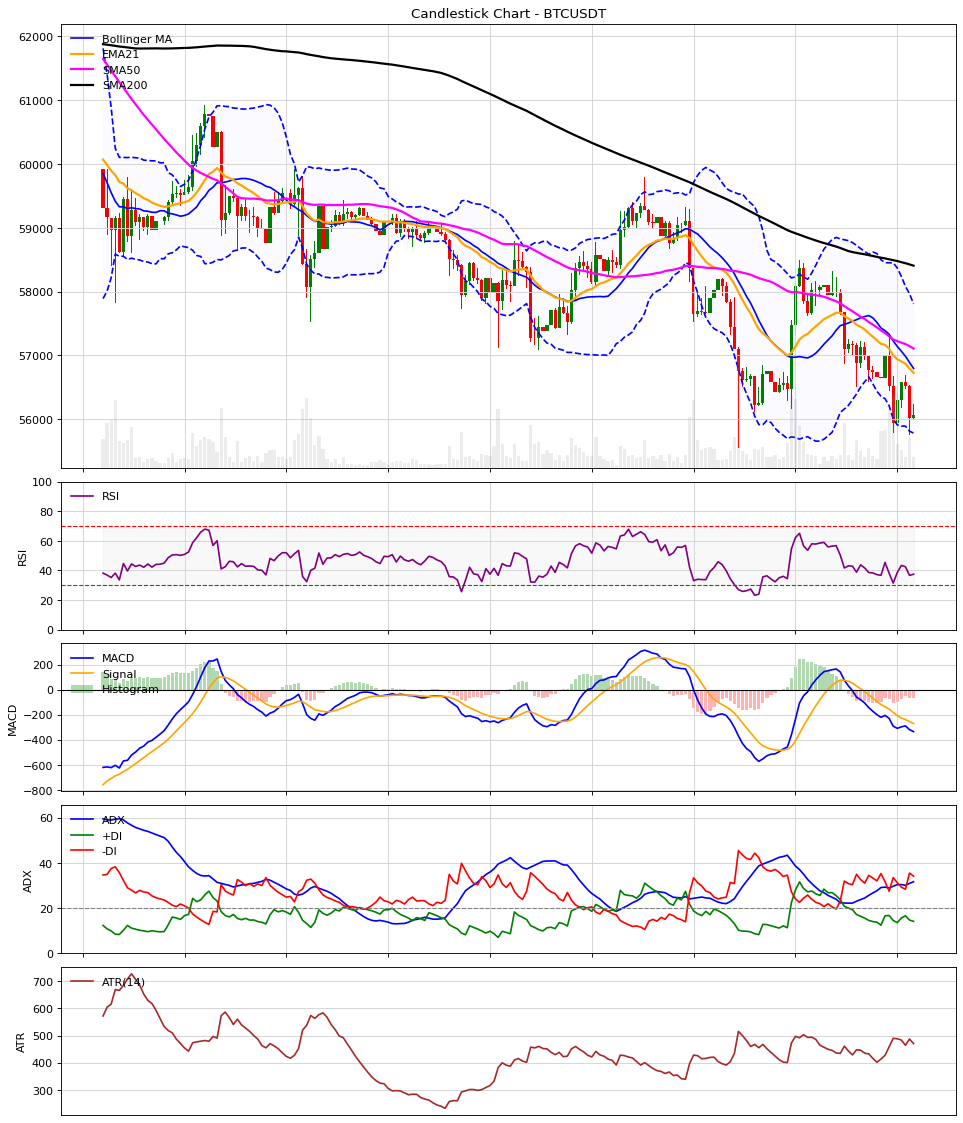 Candlestick Chart - BTCUSDT
62000
61000
60000
59000
58000
57000
56000
Bollinger MA
EMA21
SMA50
SMA200
100
80
60
40
20
0
RSI
RSI
200
0
−200
−400
−600
−800
MACD
MACD
Signal
Histogram
60
40
20
0
ADX
ADX
+DI
-DI
700
600
500
400
300
ATR
ATR(14)